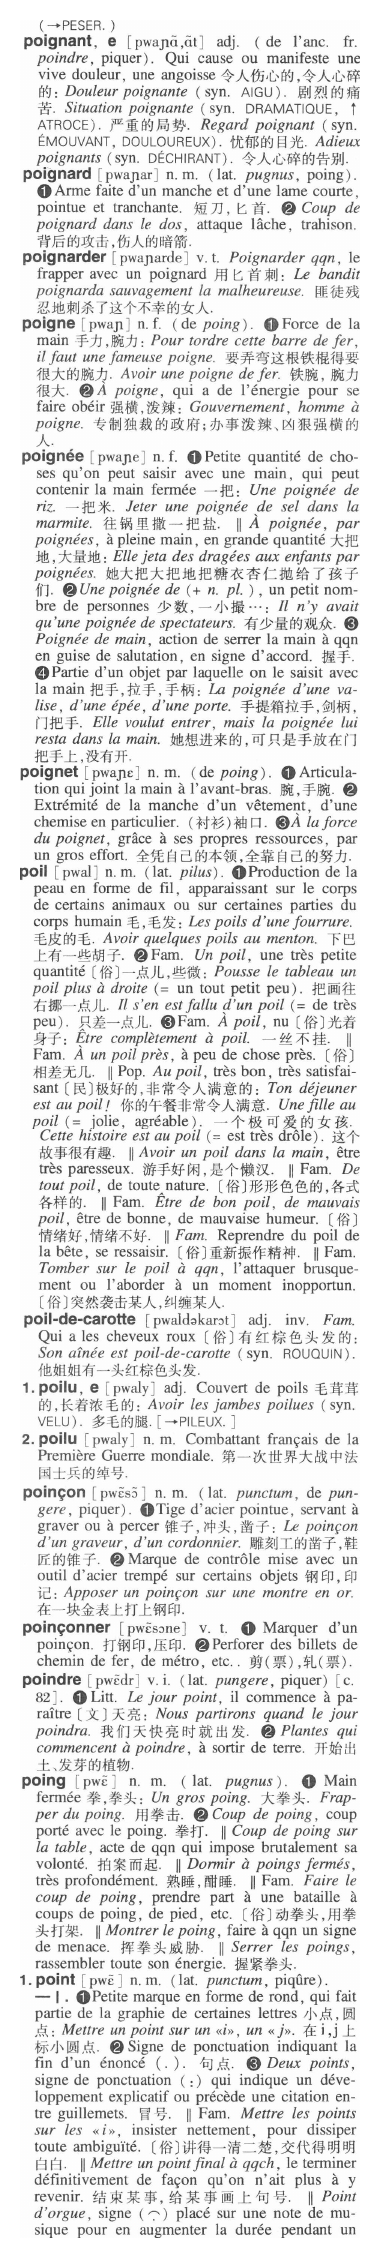 (→PESER. )
poignant, e [pwaɲɑ̃,ɑ̃t] adj. ( de l'anc. fr.
poindre, piquer). Qui cause ou manifeste une
vive douleur, une angoisse 令人伤心的,令人心碎
的: Douleur poignante (syn. AIGU). 剧烈的痛
苦. Situation poignante (syn. DRAMATIQUE, ↑
ATROCE). 严重的局势. Regard poignant (syn.
ÉMOUVANT, DOULOUREUX). 忧郁的目光. Adieux
poignants (syn. DÉCHIRANT). 令人心碎的告别.
poignard [pwaɲar] n. m. (lat. pugnus, poing).
❶Arme faite d'un manche et d'une lame courte,
pointue et tranchante. 短刀,匕首. ❷ Coup de
poignard dans le dos, attaque lâche, trahison.
背后的攻击,伤人的暗箭.
poignarder [pwaɲarde] v. t. Poignarder qqn, le
frapper avec un poignard 用匕首刺: Le bandit
poignarda sauvagement la malheureuse. 匪徒残
忍地刺杀了这个不幸的女人.
poigne [pwaɲ] n. f. (de poing). ❶Force de la
main 手力,腕力: Pour tordre cette barre de fer,
il faut une fameuse poigne. 要弄弯这根铁棍得要
很大的腕力. Avoir une poigne de fer. 铁腕, 腕力
很大. ❷À poigne, qui a de l'énergie pour se
faire obéir 强横,泼辣: Gouvernement, homme à
poigne. 专制独裁的政府;办事泼辣、凶狠强横的
人.
poignée [pwaɲe] n. f. ❶Petite quantité de cho-
ses qu'on peut saisir avec une main, qui peut
contenir la main fermée 一把: Une poignée de
riz. 一把米. Jeter une poignée de sel dans la
marmite. 往锅里撒一把盐. ‖ À poignée, par
poignées, à pleine main, en grande quantité 大把
地,大量地: Elle jeta des dragées aux enfants par
poignées. 她大把大把地把糖衣杏仁抛给了孩子
们. ❷Une poignée de (+ n. pl. ), un petit nom-
bre de personnes 少数,一小撮…: Il n'y avait
qu'une poignée de spectateurs. 有少量的观众. ❸
Poignée de main, action de serrer la main à qqn
en guise de salutation, en signe d'accord. 握手.
❹Partie d'un objet par laquelle on le saisit avec
la main 把手,拉手,手柄: La poignée d'une va-
lise, d'une épée, d'une porte. 手提箱拉手,剑柄,
门把手. Elle voulut entrer, mais la poignée lui
resta dans la main. 她想进来的,可只是手放在门
把手上,没有开.
poignet [pwaɲɛ] n. m. (de poing). ❶Articula-
tion qui joint la main à l'avant-bras. 腕,手腕. ❷
Extrémité de la manche d'un vêtement, d'une
chemise en particulier. (衬衫)袖口. ❸À la force
du poignet, grâce à ses propres ressources, par
un gros effort. 全凭自己的本领,全靠自己的努力.
poil [pwal] n. m. (lat. pilus). ❶Production de la
peau en forme de fil, apparaissant sur le corps
de certains animaux ou sur certaines parties du
corps humain 毛,毛发: Les poils d'une fourrure.
毛皮的毛. Avoir quelques poils au menton. 下巴
上有一些胡子. ❷Fam. Un poil, une très petite
quantité〔俗〕一点儿,些微: Pousse le tableau un
poil plus à droite (= un tout petit peu). 把画往
右挪一点儿. Il s'en est fallu d'un poil (= de très
peu). 只差一点儿. ❸Fam. À poil, nu〔俗〕光着
身子: Être complètement à poil. 一丝不挂. ‖
Fam. À un poil près, à peu de chose près.〔俗〕
相差无几. ‖ Pop. Au poil, très bon, très satisfai-
sant〔民〕极好的,非常令人满意的: Ton déjeuner
est au poil! 你的午餐非常令人满意. Une fille au
poil (= jolie, agréable). 一个极可爱的女孩.
Cette histoire est au poil (= est très drôle). 这个
故事很有趣. ‖ Avoir un poil dans la main, être
très paresseux. 游手好闲,是个懒汉. ‖ Fam. De
tout poil, de toute nature.〔俗〕形形色色的,各式
各样的. ‖ Fam. Être de bon poil, de mauvais
poil, être de bonne, de mauvaise humeur.〔俗〕
情绪好,情绪不好. ‖ Fam. Reprendre du poil de
la bête, se ressaisir.〔俗〕重新振作精神. ‖ Fam.
Tomber sur le poil à qqn, l'attaquer brusque-
ment ou l'aborder à un moment inopportun.
〔俗〕突然袭击某人,纠缠某人.
poil-de-carotte [pwaldəkarɔt] adj. inv. Fam.
Qui a les cheveux roux〔俗〕有红棕色头发的:
Son aînée est poil-de-carotte (syn. ROUQUIN).
他姐姐有一头红棕色头发.
1. poilu, e [pwaly] adj. Couvert de poils 毛茸茸
的,长着浓毛的: Avoir les jambes poilues (syn.
VELU). 多毛的腿. [→PILEUX. ]
2. poilu [pwaly] n. m. Combattant français de la
Première Guerre mondiale. 第一次世界大战中法
国士兵的绰号.
poinçon [pwɛ̃sɔ̃] n. m. (lat. punctum, de pun-
gere, piquer). ❶Tige d'acier pointue, servant à
graver ou à percer 锥子,冲头,凿子: Le poinçon
d'un graveur, d'un cordonnier. 雕刻工的凿子,鞋
匠的锥子. ❷ Marque de contrôle mise avec un
outil d'acier trempé sur certains objets 钢印,印
记: Apposer un poinçon sur une montre en or.
在一块金表上打上钢印.
poinçonner [pwɛ̃sɔne] v. t. ❶ Marquer d'un
poinçon. 打钢印,压印. ❷Perforer des billets de
chemin de fer, de métro, etc.. 剪(票),轧(票).
poindre [pwɛ̃dr] v. i. (lat. pungere, piquer) [c.
82]. ❶Litt. Le jour point, il commence à pa-
raître〔文〕天亮: Nous partirons quand le jour
poindra. 我们天快亮时就出发. ❷ Plantes qui
commencent à poindre, à sortir de terre. 开始出
土、发芽的植物.
poing [pwɛ̃] n. m. (lat. pugnus). ❶ Main
fermée 拳,拳头: Un gros poing. 大拳头. Frap-
per du poing. 用拳击. ❷Coup de poing, coup
porté avec le poing. 拳打. ‖ Coup de poing sur
la table, acte de qqn qui impose brutalement sa
volonté. 拍案而起. ‖ Dormir à poings fermés,
très profondément. 熟睡,酣睡. ‖ Fam. Faire le
coup de poing, prendre part à une bataille à
coups de poing, de pied, etc.〔俗〕动拳头,用拳
头打架. ‖ Montrer le poing, faire à qqn un signe
de menace. 挥拳头威胁. ‖ Serrer les poings,
rassembler toute son énergie. 握紧拳头.
1. point [pwɛ̃] n. m. (lat. punctum, piqûre).
— I. ❶Petite marque en forme de rond, qui fait
partie de la graphie de certaines lettres 小点,圆
点: Mettre un point sur un «i», un «j». 在 i,j 上
标小圆点. ❷ Signe de ponctuation indiquant la
fin d'un énoncé (.). 句点. ❸ Deux points,
signe de ponctuation (:) qui indique un déve-
loppement explicatif ou précède une citation en-
tre guillemets. 冒号. ‖ Fam. Mettre les points
sur les «i», insister nettement, pour dissiper
toute ambiguïté.〔俗〕讲得一清二楚,交代得明明
白白. ‖ Mettre un point final à qqch, le terminer
définitivement de façon qu'on n'ait plus à y
revenir. 结束某事,给某事画上句号. ‖ Point
d'orgue, signe (𝄐) placé sur une note de mu-
sique pour en augmenter la durée pendant un